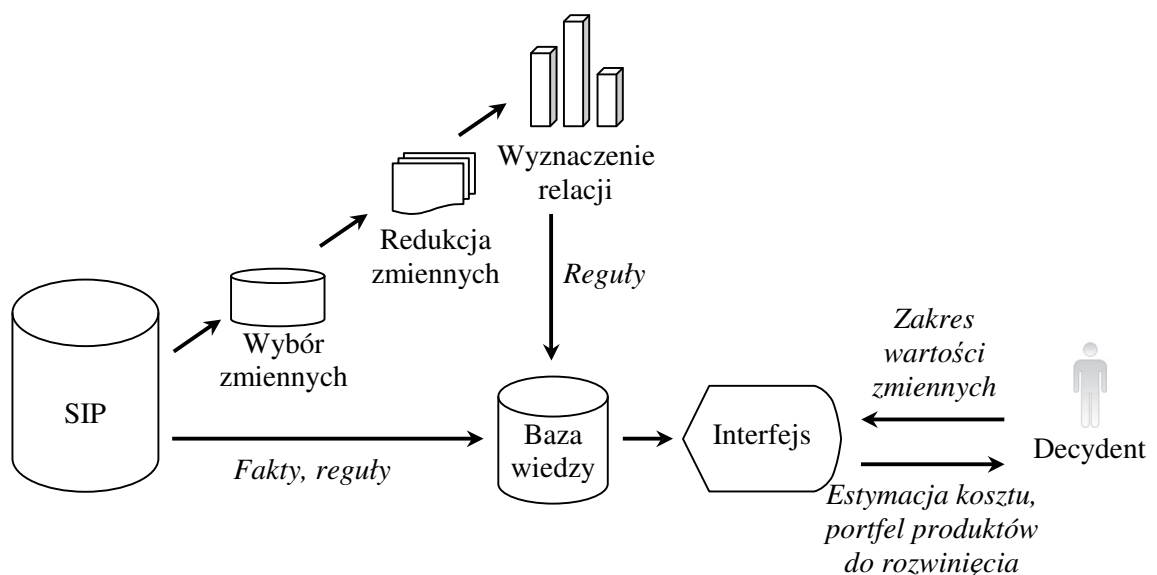 Wyznaczenie
relacji
Redukcja
zmiennych
Reguły
Wybór
zmiennych
SIP
Fakty, reguły
Baza
wiedzy
Interfejs
Zakres
wartości
zmiennych
Decydent
Estymacja kosztu,
portfel produktów
do rozwinięcia